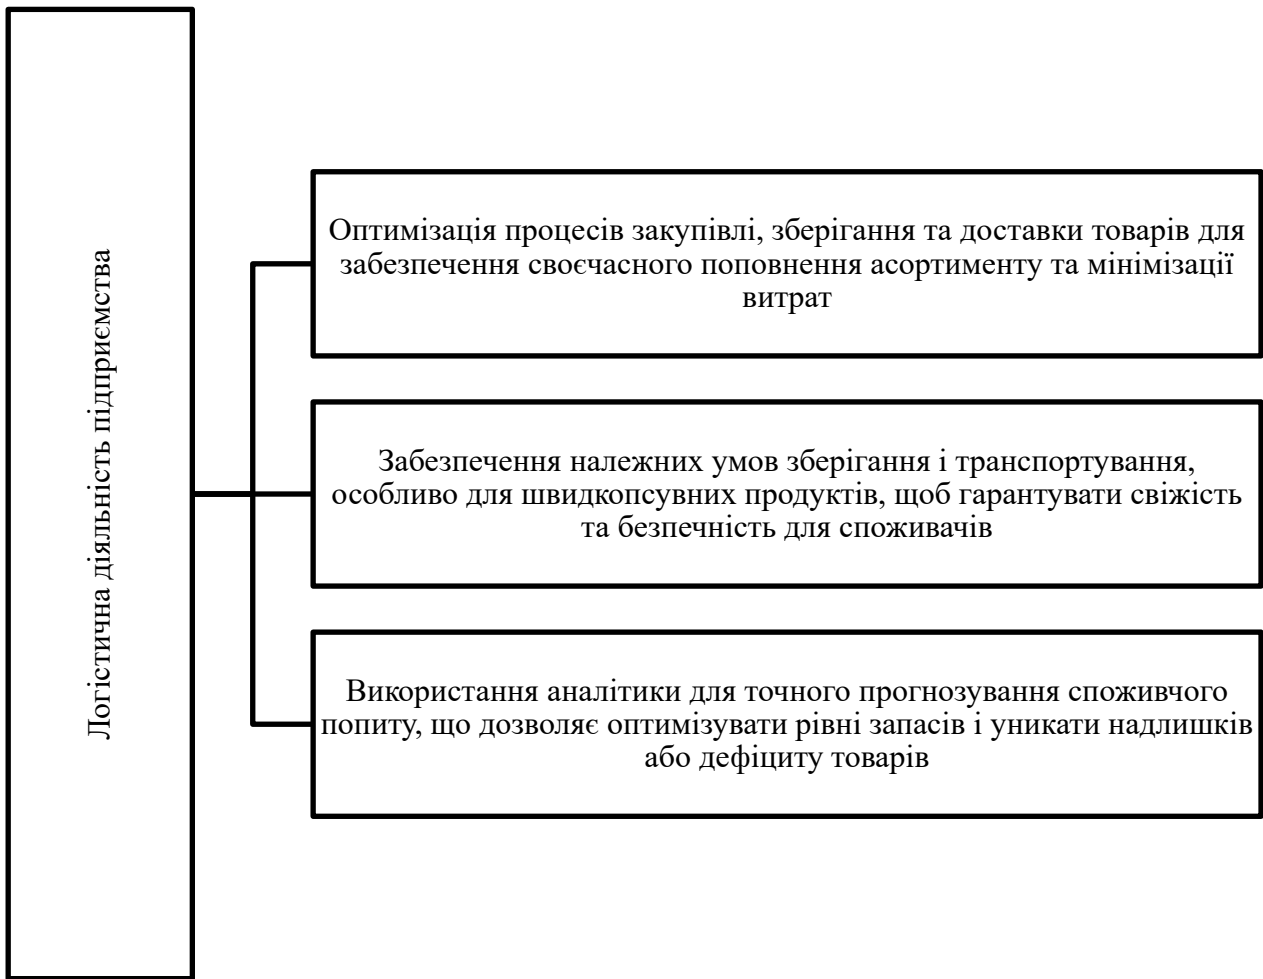 Логістична діяльність підприємства
Оптимізація процесів закупівлі, зберігання та доставки товарів для
забезпечення своєчасного поповнення асортименту та мінімізації
витрат
Забезпечення належних умов зберігання і транспортування,
особливо для швидкопсувних продуктів, щоб гарантувати свіжість
та безпечність для споживачів
Використання аналітики для точного прогнозування споживчого
попиту, що дозволяє оптимізувати рівні запасів і уникати надлишків
або дефіциту товарів